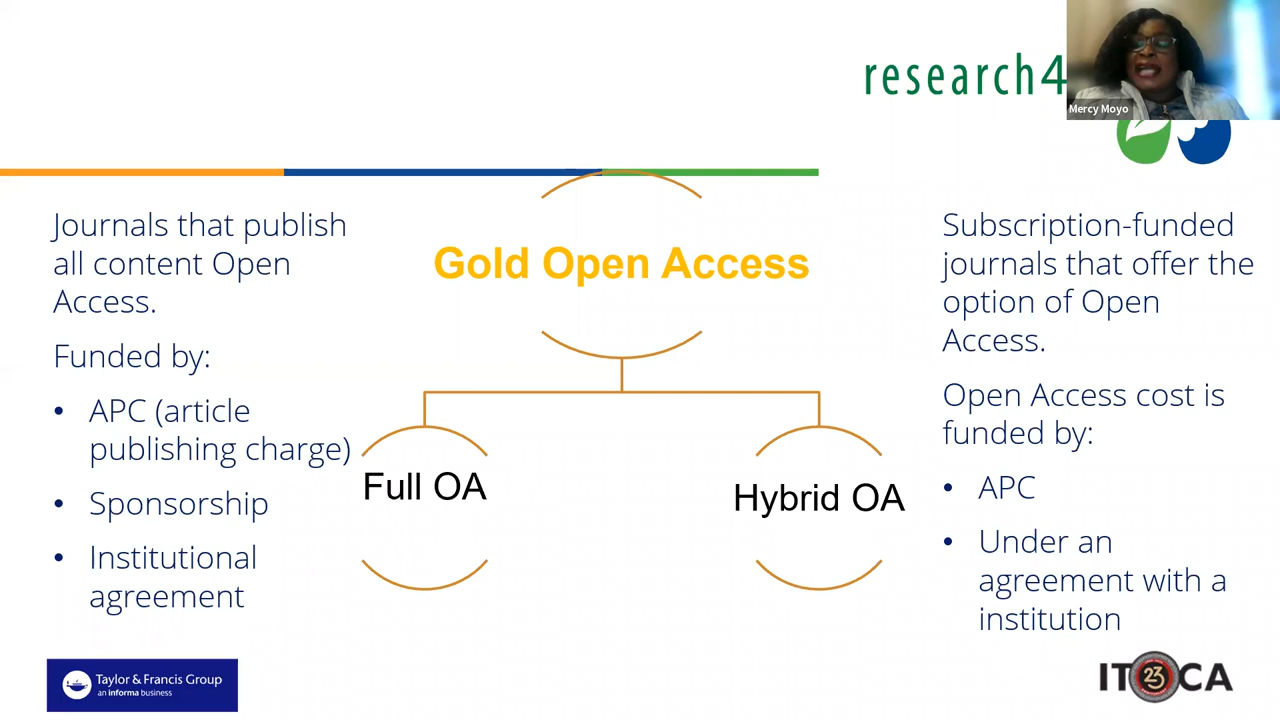 research4
Mercy Moyo
Journals that publish
all content Open
Access.
Funded by:
• APC (article
publishing charge)
• Sponsorship
• Institutional
agreement
Gold Open Access
Full OA
Hybrid OA
Subscription-funded
journals that offer the
option of Open
Access.
Open Access cost is
funded by:
• APC
• Under an
agreement with a
institution
Taylor & Francis Group
an informa business
ITOCA
23